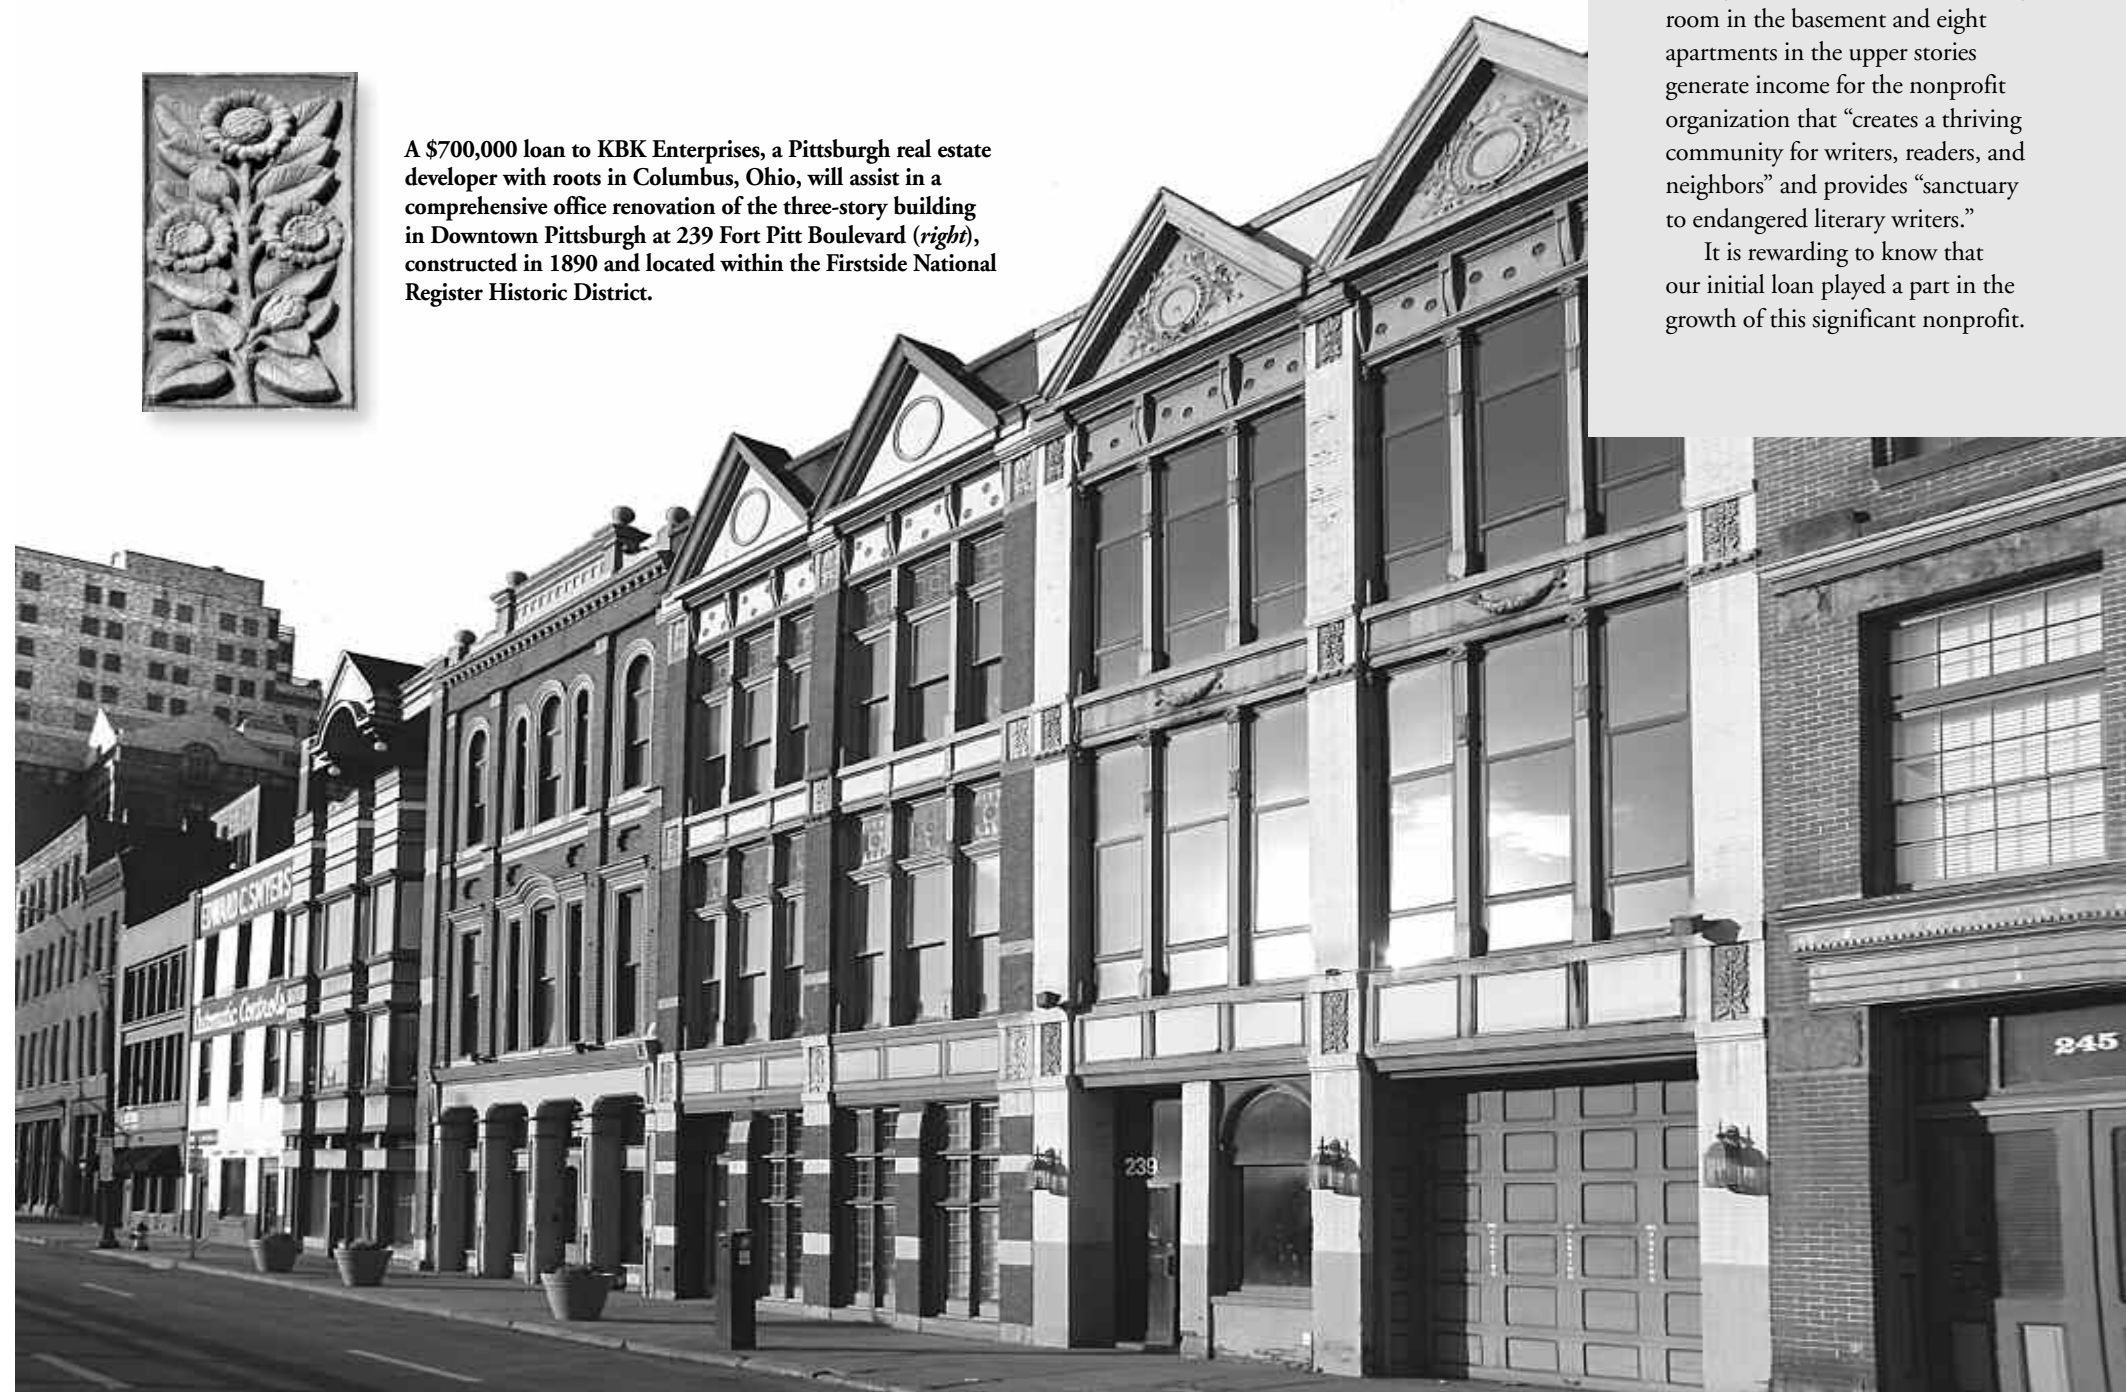 A $700,000 loan to KBK Enterprises, a Pittsburgh real estate
developer with roots in Columbus, Ohio, will assist in a
comprehensive office renovation of the three-story building
in Downtown Pittsburgh at 239 Fort Pitt Boulevard (right),
constructed in 1890 and located within the Firstside National
Register Historic District.
room in the basement and eight
apartments in the upper stories
generate income for the nonprofit
organization that “creates a thriving
community for writers, readers, and
neighbors” and provides “sanctuary
to endangered literary writers.”
It is rewarding to know that
our initial loan played a part in the
growth of this significant nonprofit.
EDWARD C. SMYERS
Automatic Controls
239
245